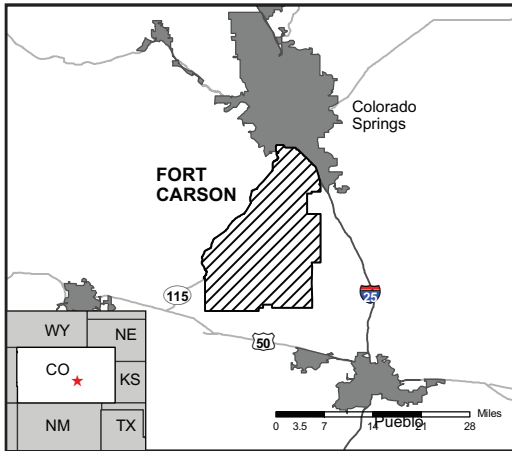 Colorado
Springs
FORT
CARSON
115
25
50
WY
NE
CO
KS
NM
TX
Miles
Pueblo
0 3.5 7 14 21 28